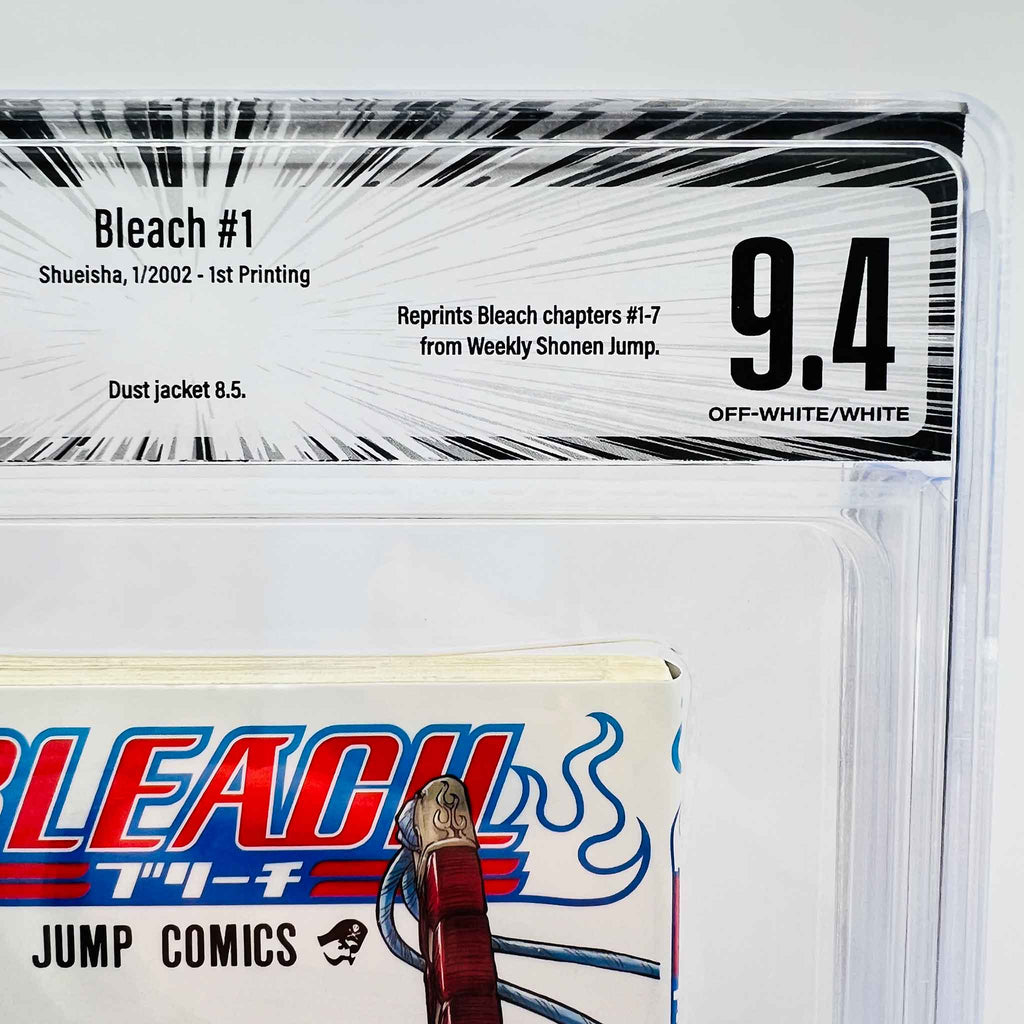 Bleach #1
Shueisha, 1/2002 - 1st Printing
Reprints Bleach chapters #1-7
from Weekly Shonen Jump.
Dust jacket 8.5.
9.4
OFF-WHITE/WHITE
BLEACH
ブリーチ
JUMP COMICS